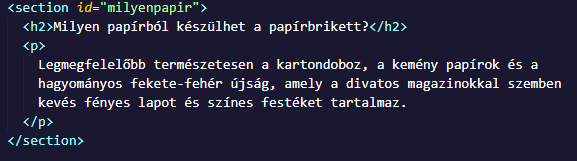 <section id="milyenpapir">
<h2>Milyen papírból készülhet a papírbrikett?</h2>
<p>
Legmegfelelőbb természetesen a kartondoboz, a kemény papírok és a
hagyományos fekete-fehér újság, amely a divatos magazinokkal szemben
kevés fényes lapot és színes festéket tartalmaz.
</p>
</section>